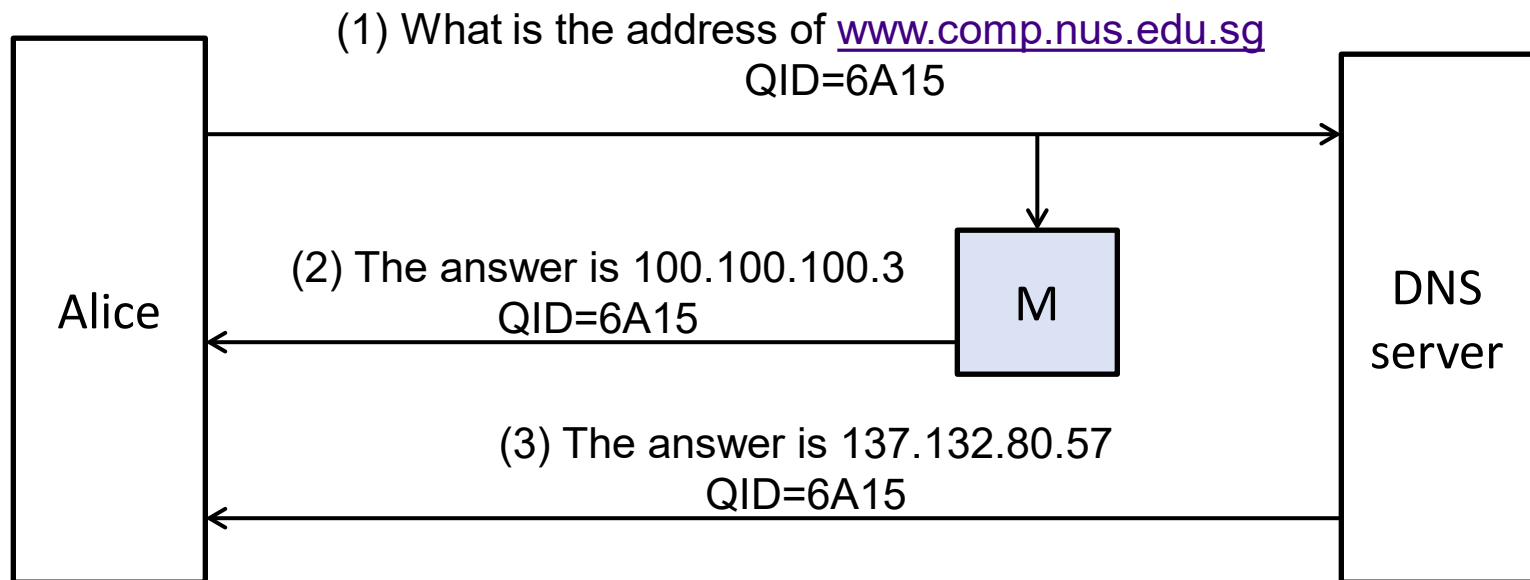 (1) What is the address of www.comp.nus.edu.sg
QID=6A15
(2) The answer is 100.100.100.3
QID=6A15
Alice
M
DNS
server
(3) The answer is 137.132.80.57
QID=6A15